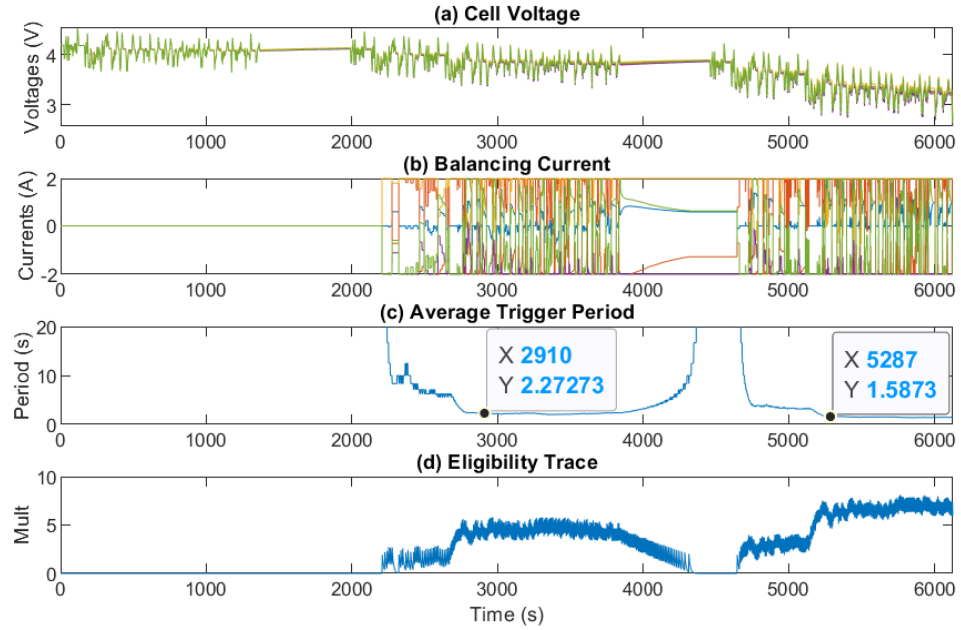 (a) Cell Voltage
Voltages (V)
4
3
0 1000 2000 3000 4000 5000 6000
(b) Balancing Current
Currents (A)
2
0
-2
0 1000 2000 3000 4000 5000 6000
(c) Average Trigger Period
Period (s)
20
10
0
X 2910
Y 2.27273
X 5287
Y 1.5873
0 1000 2000 3000 4000 5000 6000
(d) Eligibility Trace
Mult
10
5
0
0 1000 2000 3000 4000 5000 6000
Time (s)